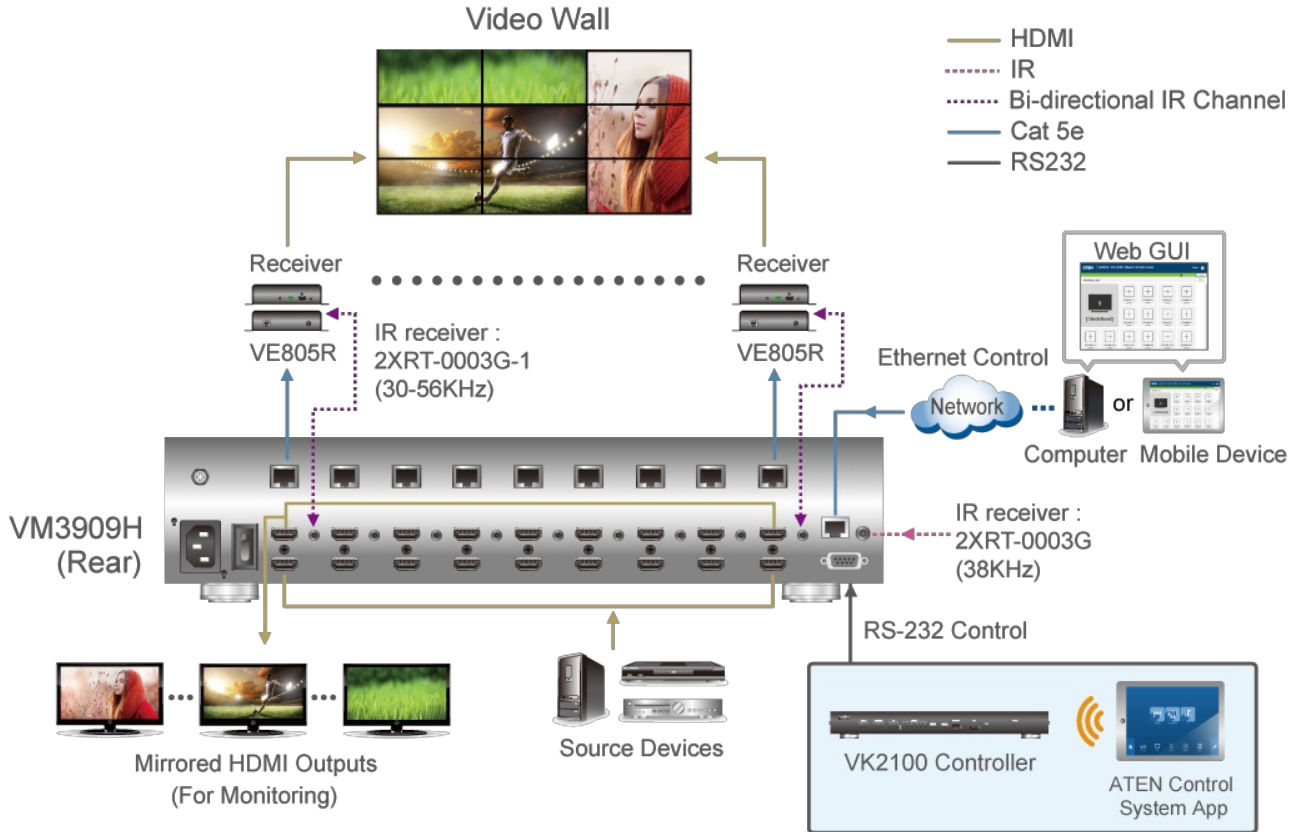 Video Wall
HDMI
IR
Bi-directional IR Channel
Cat 5e
RS232
Receiver
Receiver
VE805R
VE805R
IR receiver :
2XRT-0003G-1
(30-56KHz)
Web GUI
Ethernet Control
Network
or
Computer
Mobile Device
VM3909H
(Rear)
IR receiver :
2XRT-0003G
(38KHz)
RS-232 Control
Mirrored HDMI Outputs
(For Monitoring)
Source Devices
VK2100 Controller
ATEN Control
System App